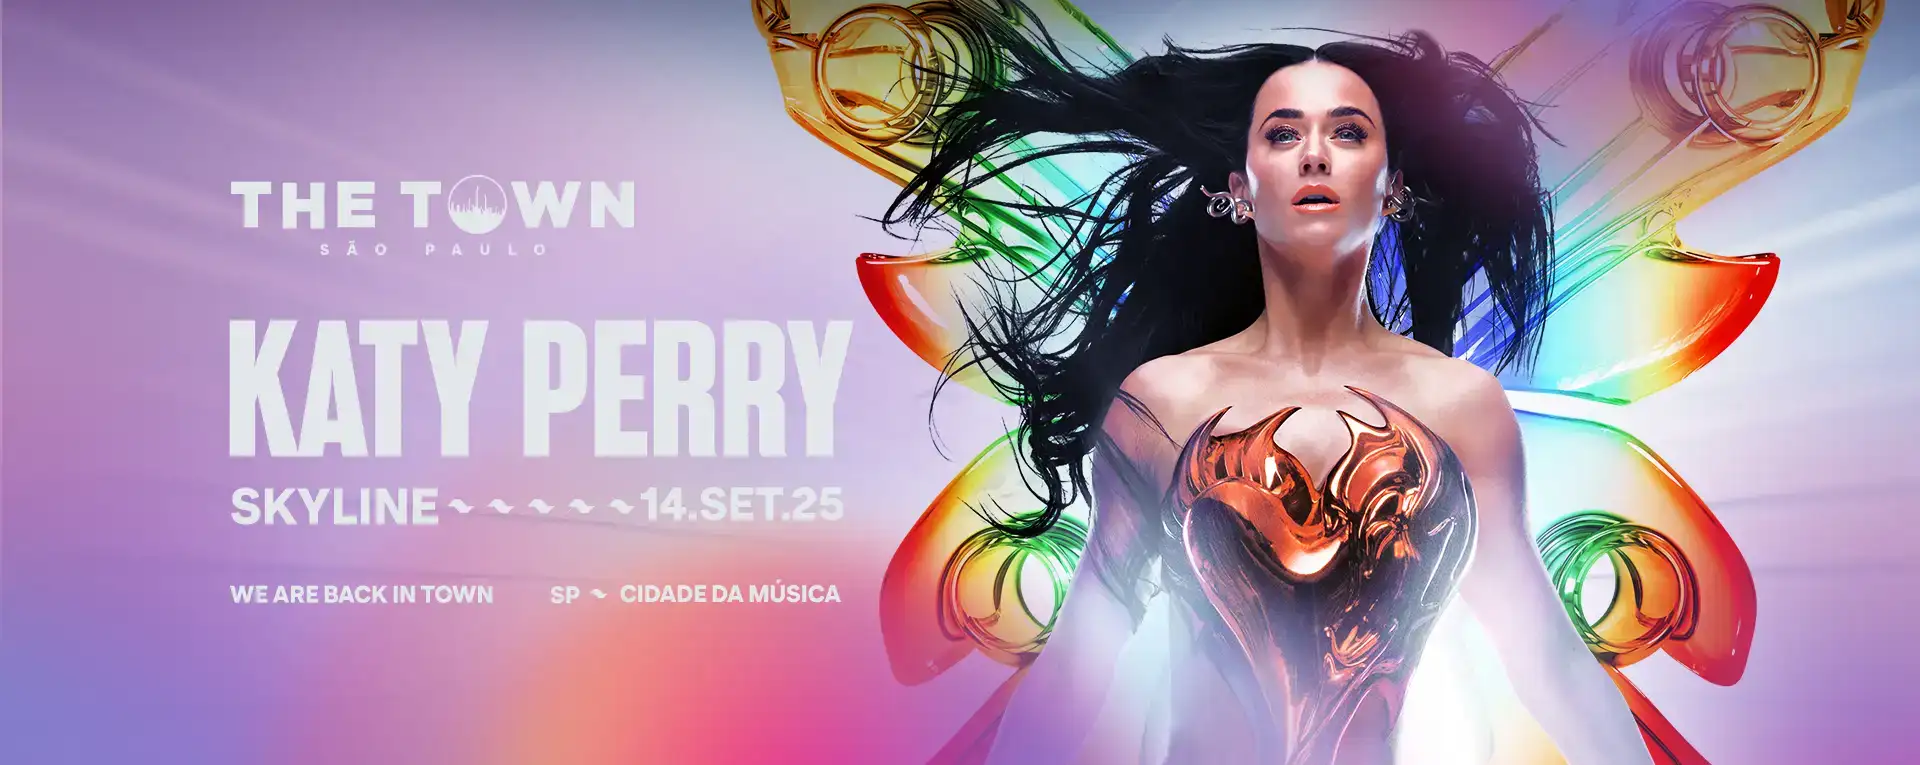 THE TOWN
SÃO PAULO
KATY PERRY
SKYLINE 14.SET.25
WE ARE BACK IN TOWN SP ~ CIDADE DA MÚSICA